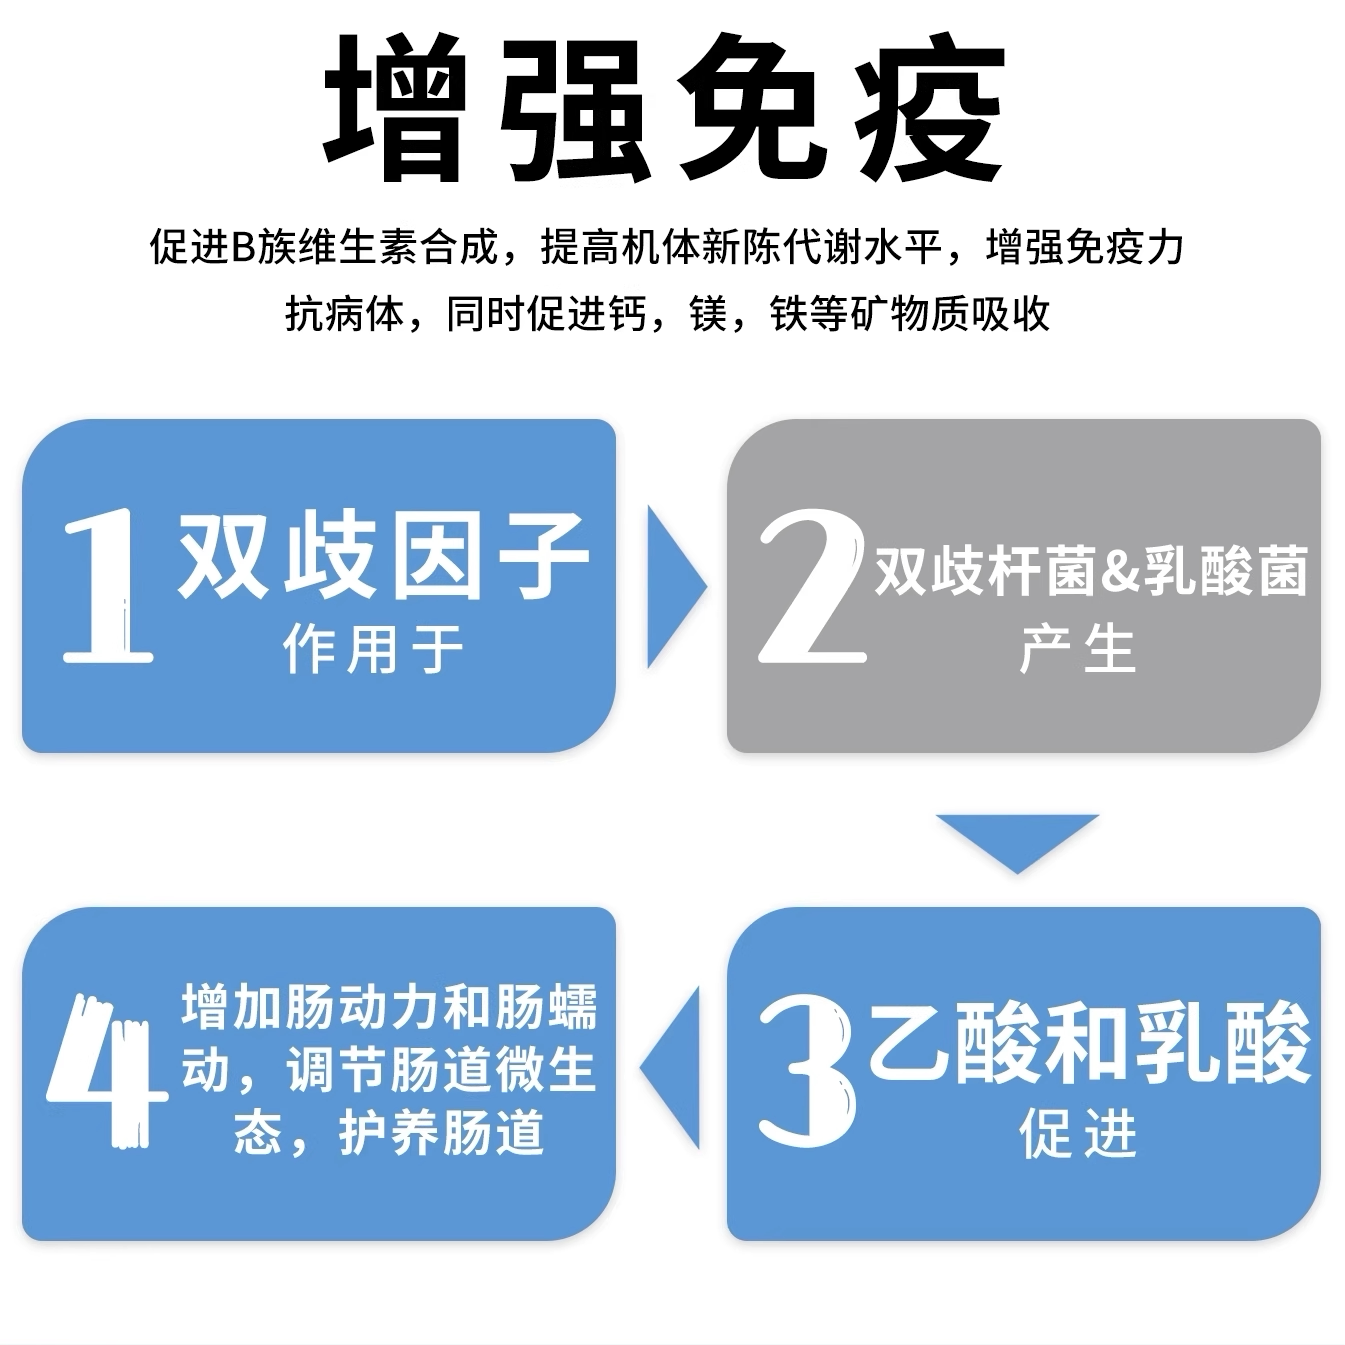 增强免疫
促进B族维生素合成，提高机体新陈代谢水平，增强免疫力
抗病体，同时促进钙，镁，铁等矿物质吸收
1
双歧因子
作用于
2
双歧杆菌&乳酸菌
产生
3
乙酸和乳酸
促进
4
增加肠动力和肠蠕
动，调节肠道微生
态，护养肠道